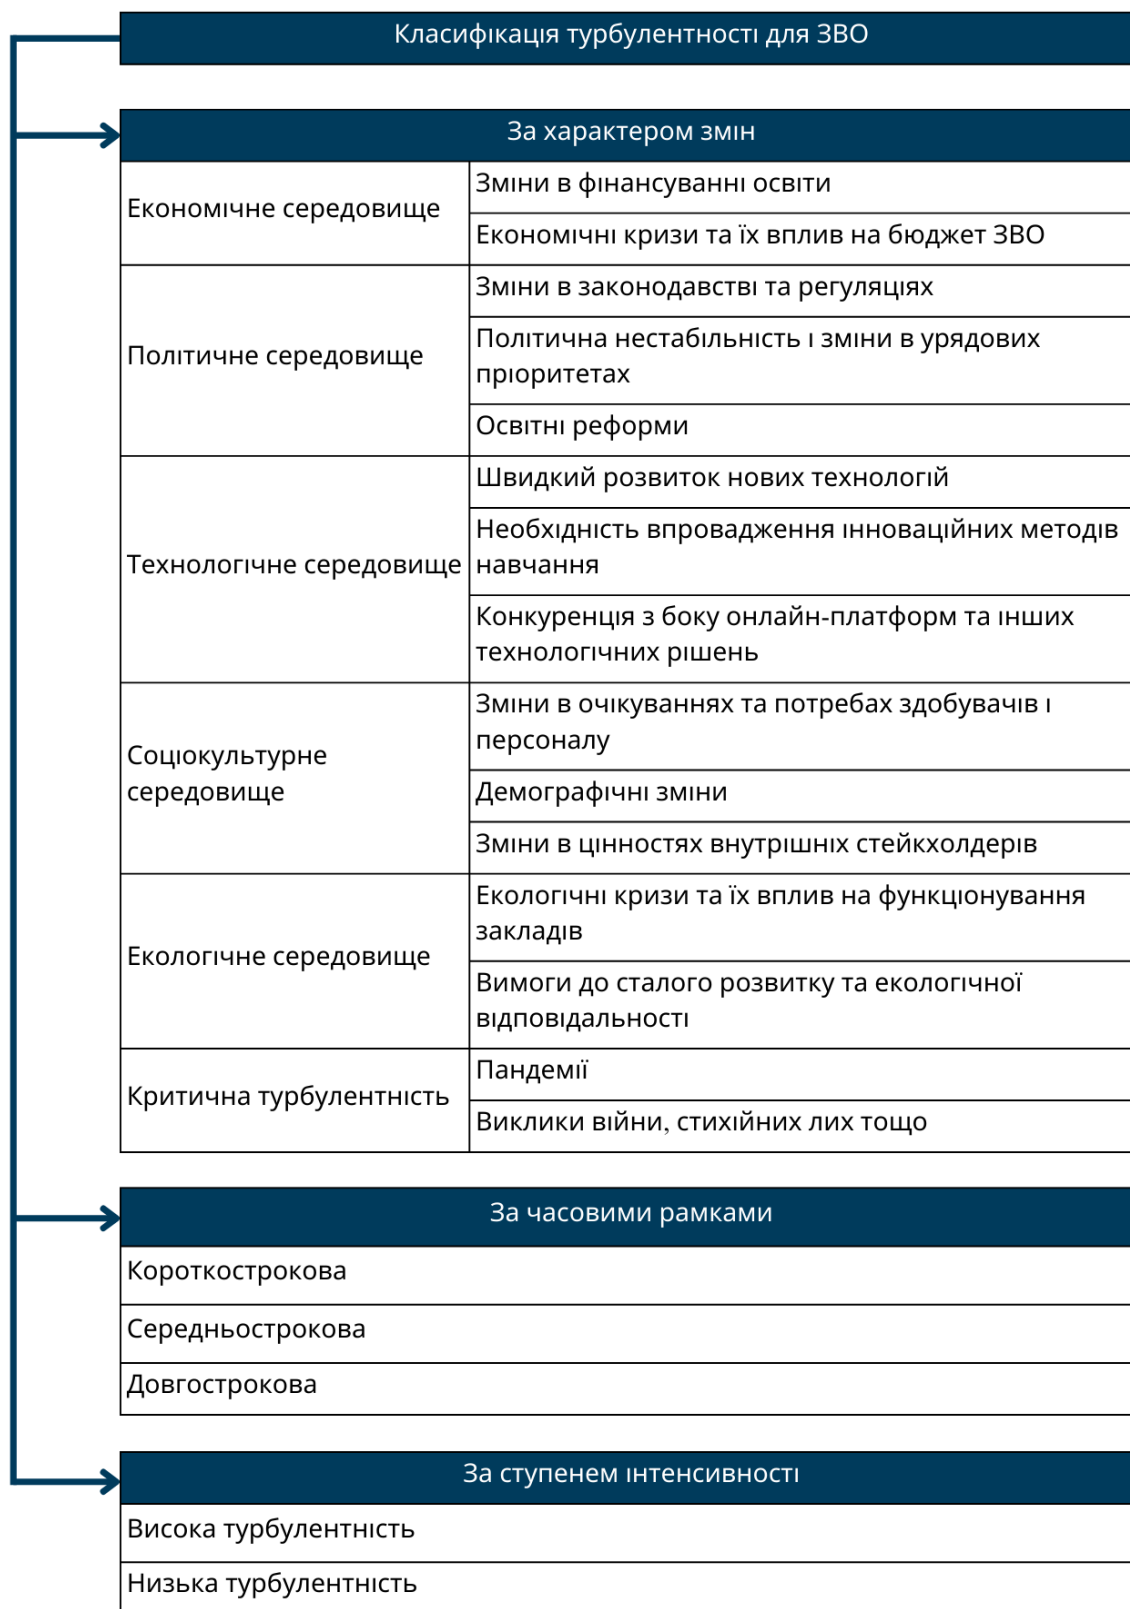 Класифікація турбулентності для ЗВО
За характером змін
Економічне середовище
Зміни в фінансуванні освіти
Економічні кризи та їх вплив на бюджет ЗВО
Політичне середовище
Зміни в законодавстві та регуляціях
Політична нестабільність і зміни в урядових
пріоритетах
Освітні реформи
Технологічне середовище
Швидкий розвиток нових технологій
Необхідність впровадження інноваційних методів
навчання
Конкуренція з боку онлайн-платформ та інших
технологічних рішень
Соціокультурне
середовище
Зміни в очікуваннях та потребах здобувачів і
персоналу
Демографічні зміни
Зміни в цінностях внутрішніх стейкхолдерів
Екологічне середовище
Екологічні кризи та їх вплив на функціонування
закладів
Вимоги до сталого розвитку та екологічної
відповідальності
Критична турбулентність
Пандемії
Виклики війни, стихійних лих тощо
За часовими рамками
Короткострокова
Середньострокова
Довгострокова
За ступенем інтенсивності
Висока турбулентність
Низька турбулентність